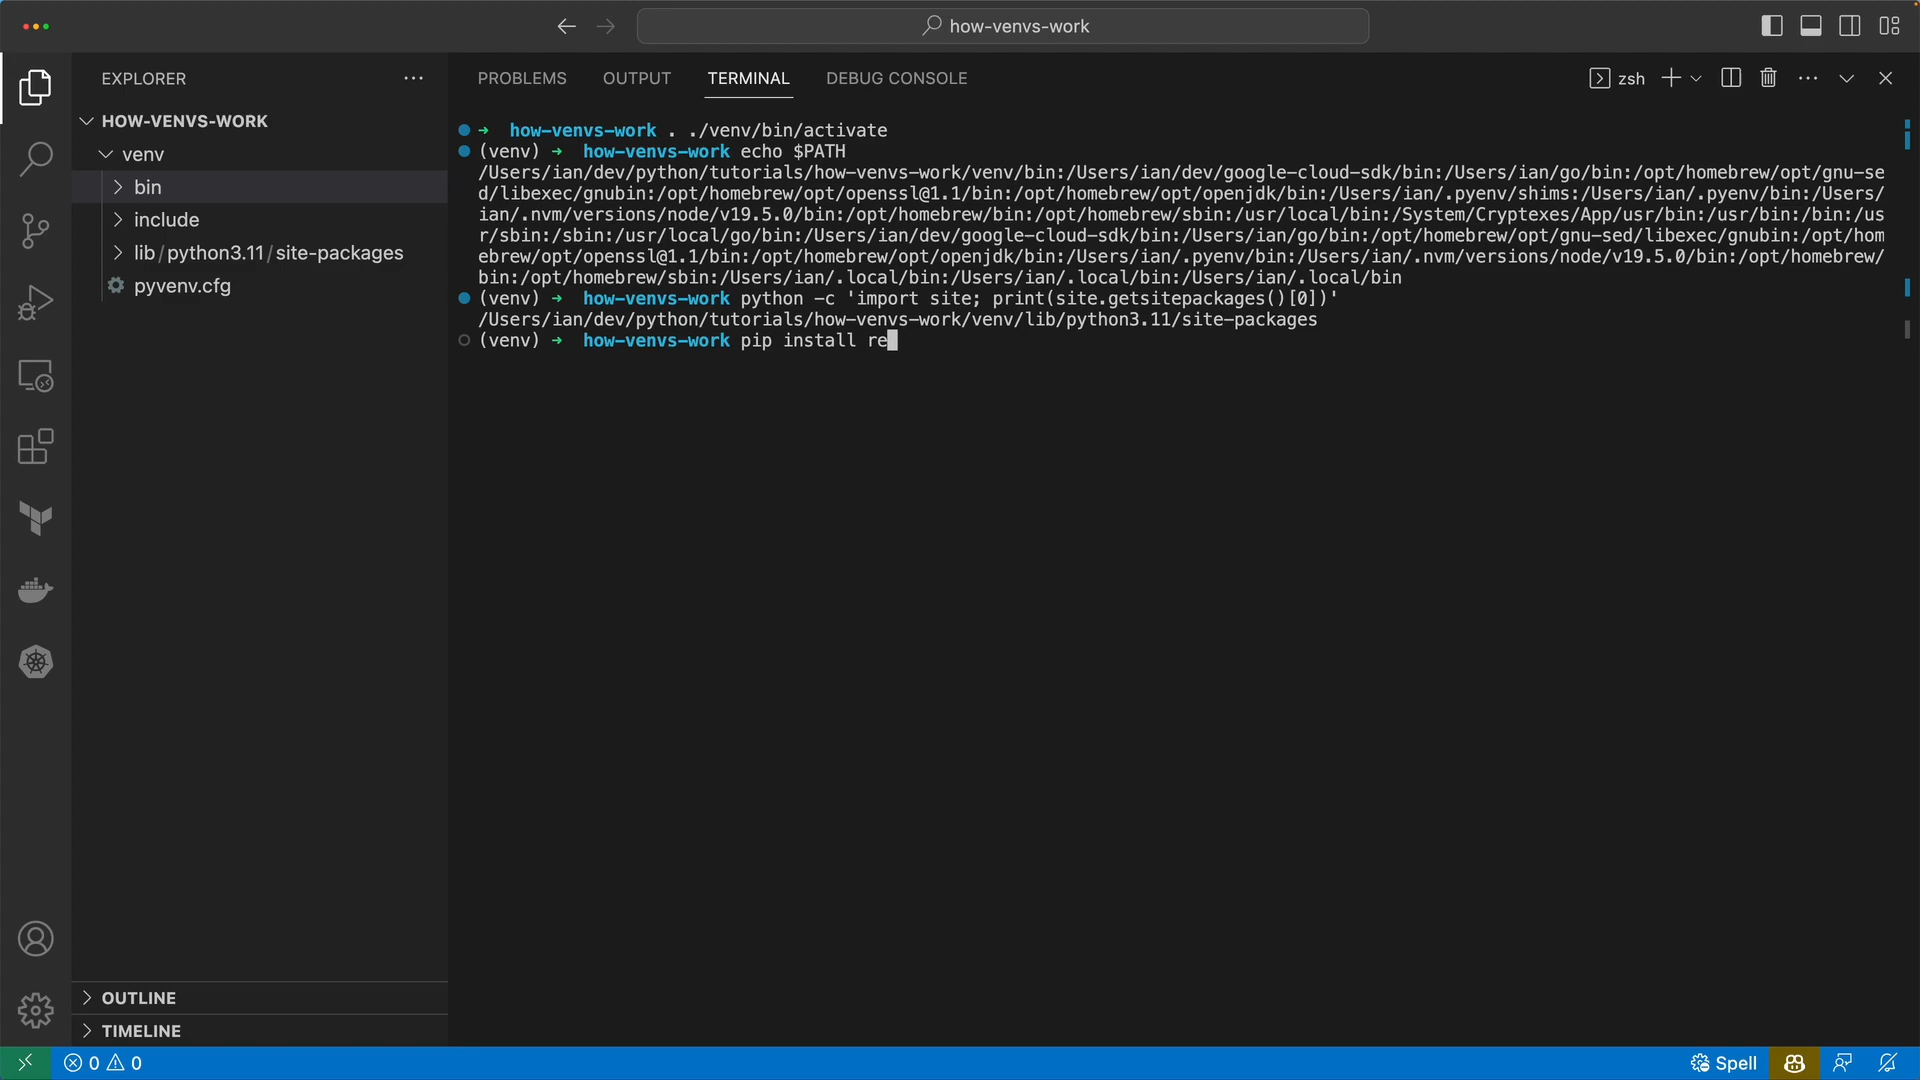 how-venvs-work
EXPLORER
HOW-VENVS-WORK
venv
bin
include
lib/python3.11/site-packages
pyvenv.cfg
OUTLINE
TIMELINE
PROBLEMS OUTPUT TERMINAL DEBUG CONSOLE
zsh
➜ how-venvs-work . ./venv/bin/activate
(venv) ➜ how-venvs-work echo $PATH
/Users/ian/dev/python/tutorials/how-venvs-work/venv/bin:/Users/ian/dev/google-cloud-sdk/bin:/Users/ian/go/bin:/opt/homebrew/opt/gnu-se
d/libexec/gnubin:/opt/homebrew/opt/openssl@1.1/bin:/opt/homebrew/opt/openjdk/bin:/Users/ian/.pyenv/shims:/Users/ian/.pyenv/bin:/Users/
ian/.nvm/versions/node/v19.5.0/bin:/opt/homebrew/bin:/opt/homebrew/sbin:/usr/local/bin:/System/Cryptexes/App/usr/bin:/usr/bin:/bin:/us
r/sbin:/sbin:/usr/local/go/bin:/Users/ian/dev/google-cloud-sdk/bin:/Users/ian/go/bin:/opt/homebrew/opt/gnu-sed/libexec/gnubin:/opt/hom
ebrew/opt/openssl@1.1/bin:/opt/homebrew/opt/openjdk/bin:/Users/ian/.pyenv/bin:/Users/ian/.nvm/versions/node/v19.5.0/bin:/opt/homebrew/
bin:/opt/homebrew/sbin:/Users/ian/.local/bin:/Users/ian/.local/bin:/Users/ian/.local/bin
(venv) ➜ how-venvs-work python -c 'import site; print(site.getsitepackages()[0])'
/Users/ian/dev/python/tutorials/how-venvs-work/venv/lib/python3.11/site-packages
(venv) ➜ how-venvs-work pip install re
0 0
Spell